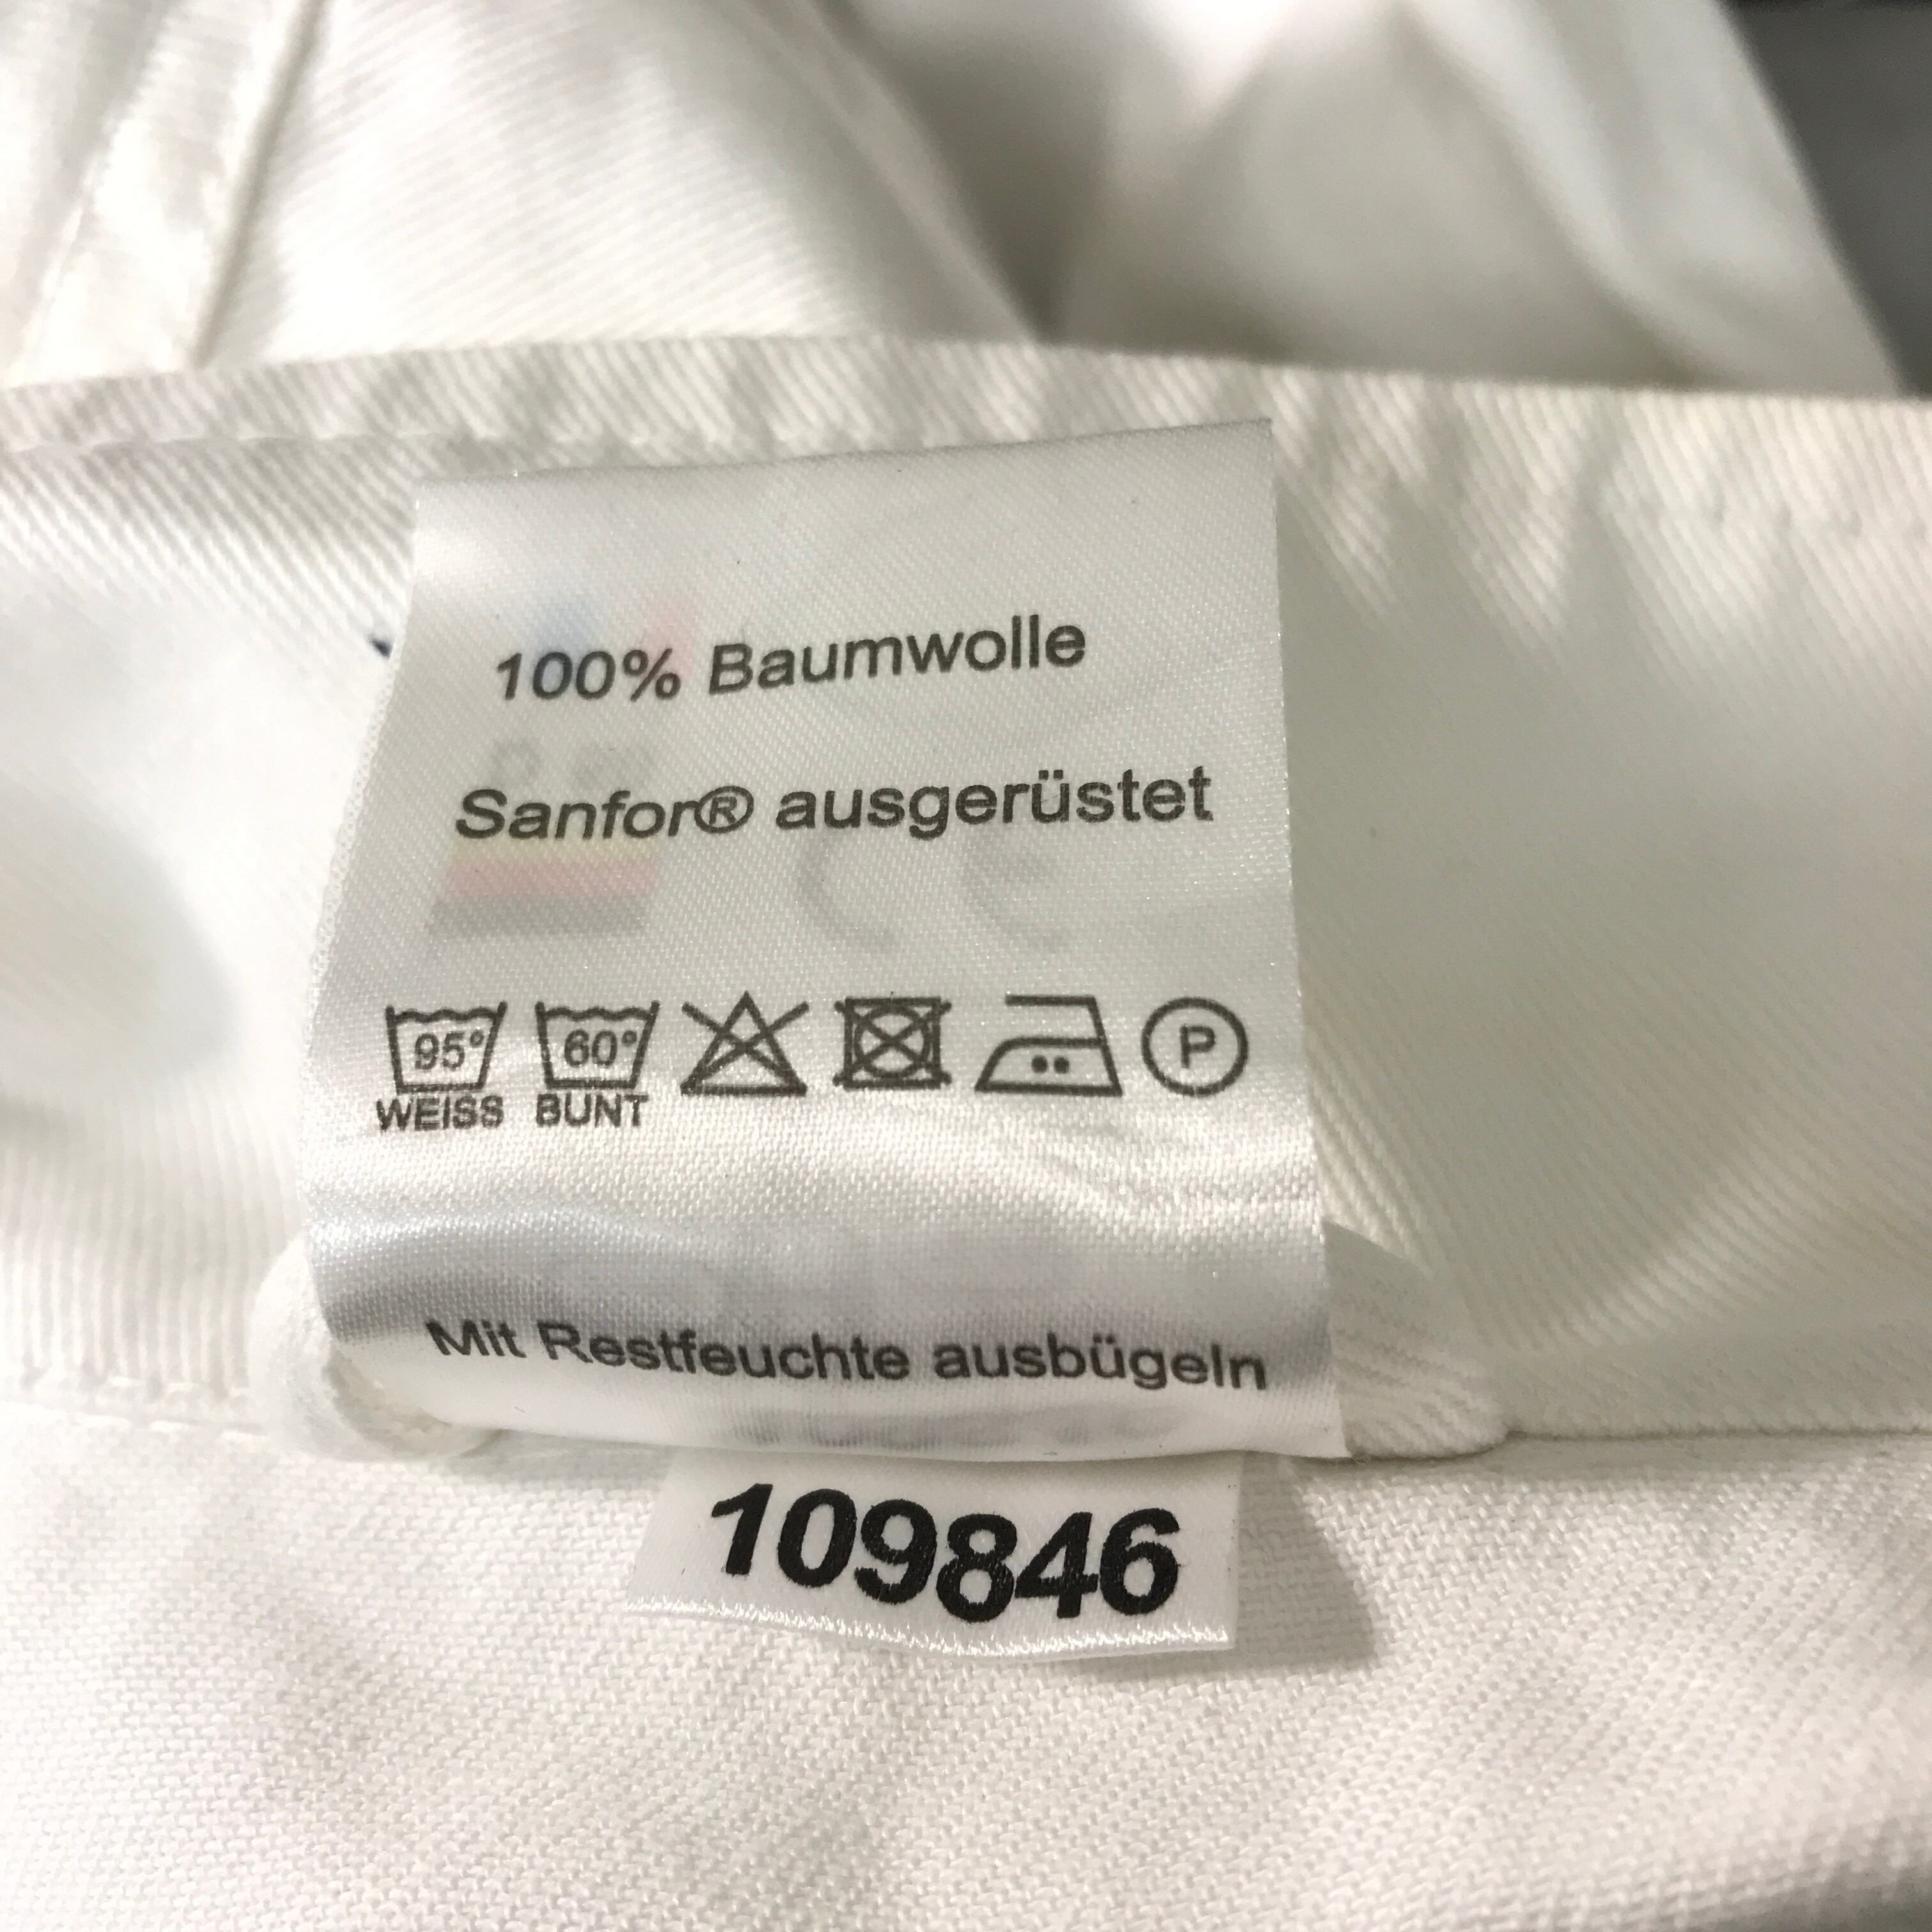 100% Baumwolle
Sanfor® ausgerüstet
95° 60° P
WEISS BUNT
Mit Restfeuchte ausbügeln
109846